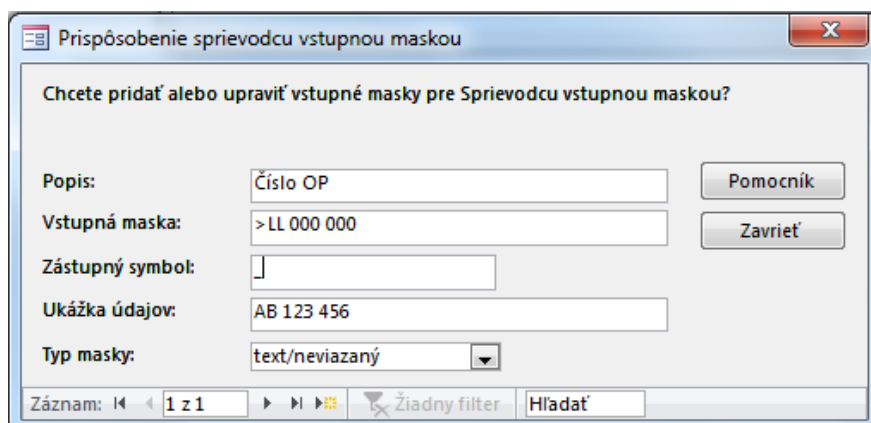 Prispôsobenie sprievodcu vstupnou maskou
Chcete pridať alebo upraviť vstupné masky pre Sprievodcu vstupnou maskou?
Popis: Číslo OP Pomocník
Vstupná maska: >LL 000 000 Zavrieť
Zástupný symbol: _
Ukážka údajov: AB 123 456
Typ masky: text/neviazaný
Záznam: 1 z 1 Žiadny filter Hľadať